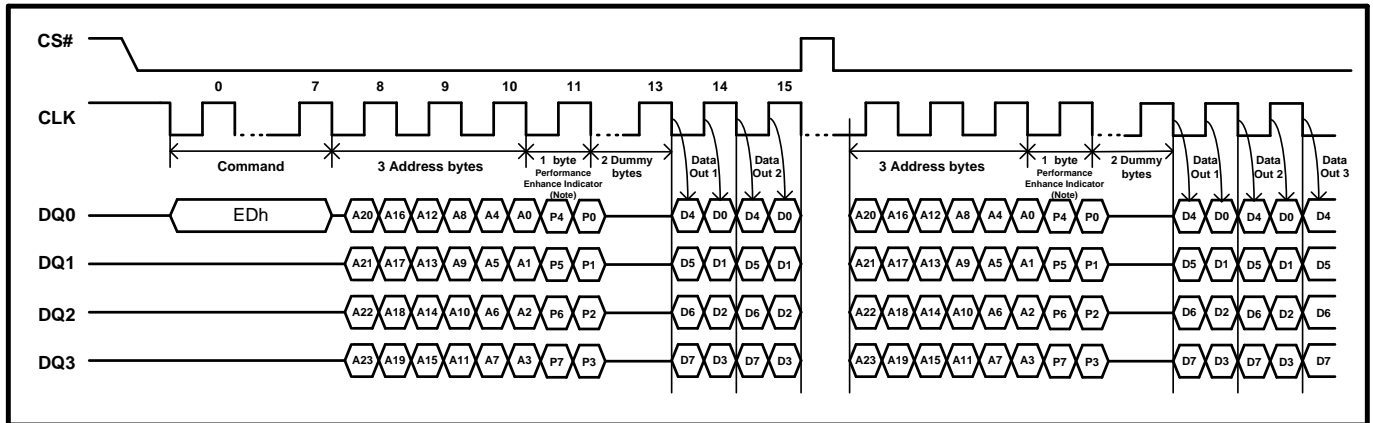 CS#
0 7 8 9 10 11 13 14 15
CLK
Command 3 Address bytes 1 byte Performance Enhance Indicator (Note) 2 Dummy bytes Data Out 1 Data Out 2 3 Address bytes 1 byte Performance Enhance Indicator (Note) 2 Dummy bytes Data Out 1 Data Out 2 Data Out 3
DQ0 EDh A20 A16 A12 A8 A4 A0 P4 P0 D4 D0 D4 D0 A20 A16 A12 A8 A4 A0 P4 P0 D4 D0 D4 D0 D4
DQ1 A21 A17 A13 A9 A5 A1 P5 P1 D5 D1 D5 D1 A21 A17 A13 A9 A5 A1 P5 P1 D5 D1 D5 D1 D5
DQ2 A22 A18 A14 A10 A6 A2 P6 P2 D6 D2 D6 D2 A22 A18 A14 A10 A6 A2 P6 P2 D6 D2 D6 D2 D6
DQ3 A23 A19 A15 A11 A7 A3 P7 P3 D7 D3 D7 D3 A23 A19 A15 A11 A7 A3 P7 P3 D7 D3 D7 D3 D7